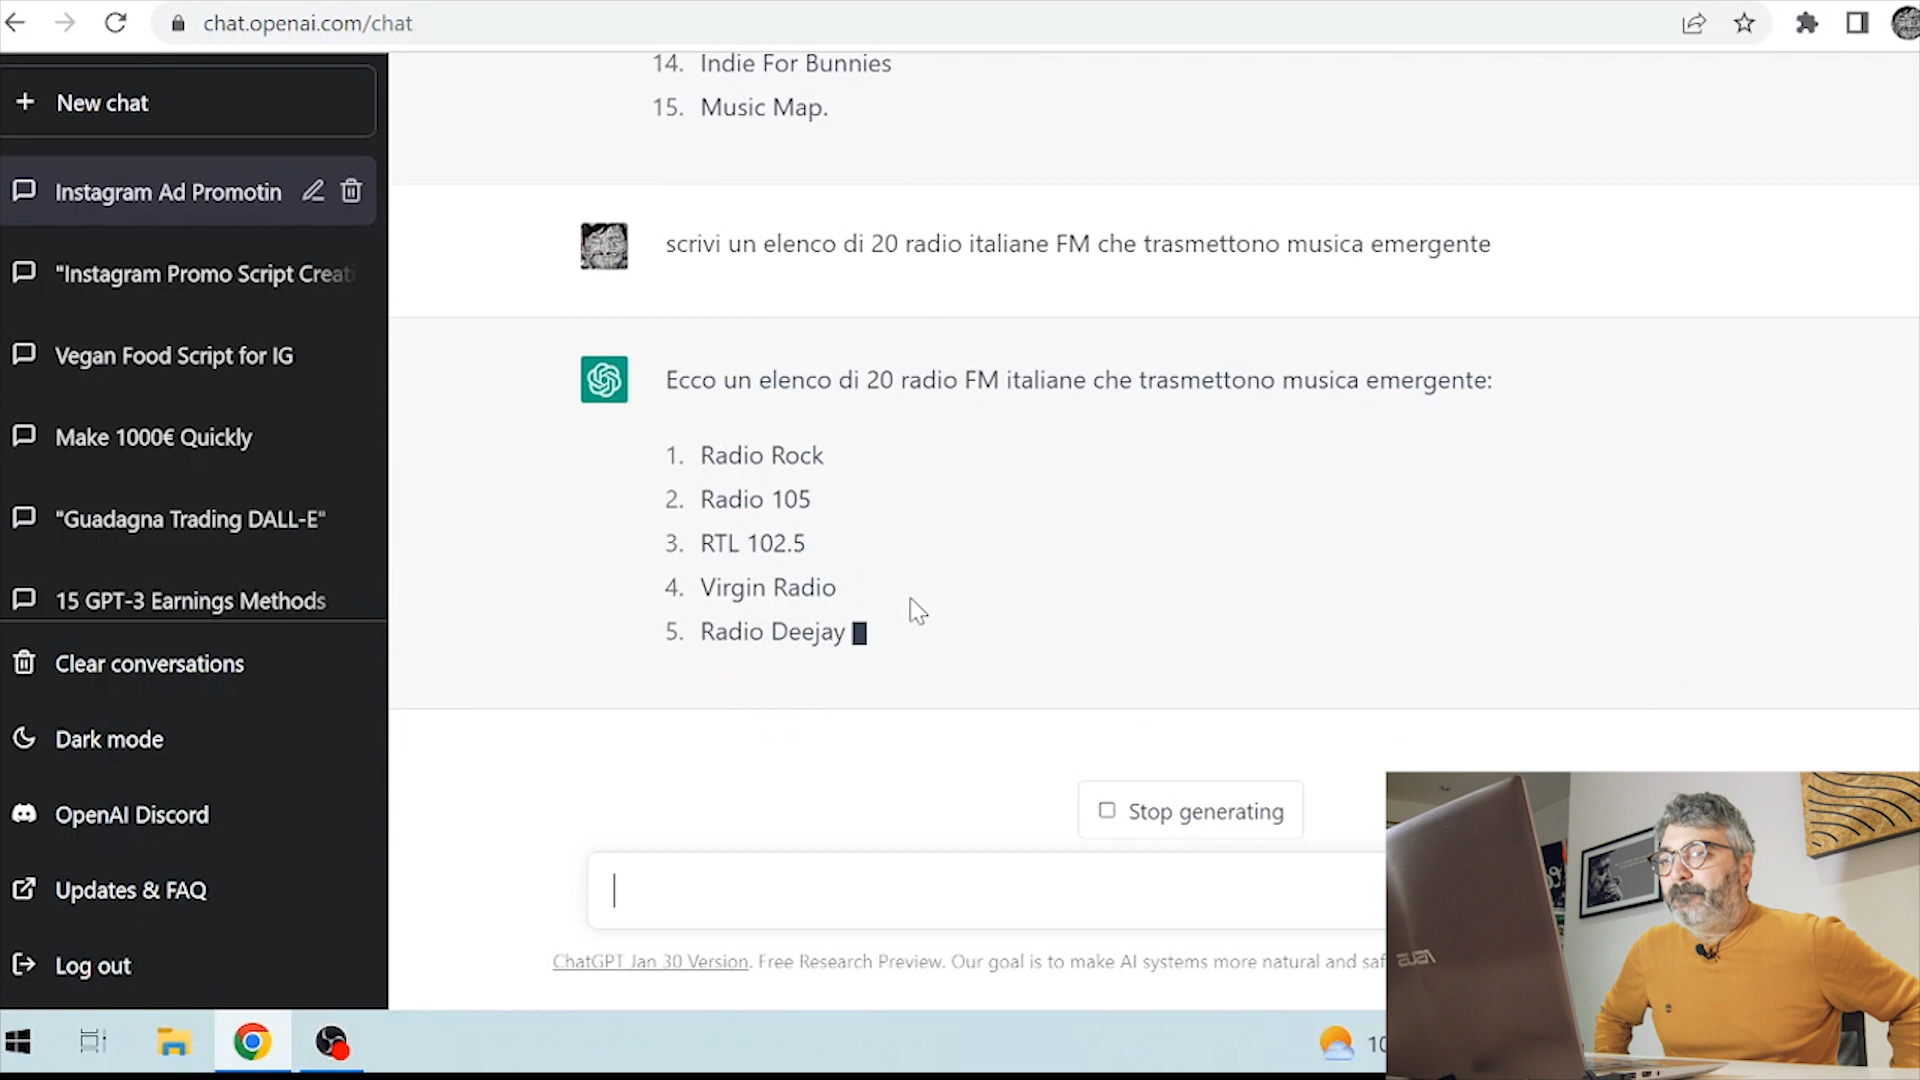 chat.openai.com/chat
New chat
Instagram Ad Promotin
"Instagram Promo Script Creati
Vegan Food Script for IG
Make 1000€ Quickly
"Guadagna Trading DALL-E"
15 GPT-3 Earnings Methods
Clear conversations
Dark mode
OpenAI Discord
Updates & FAQ
Log out
14. Indie For Bunnies
15. Music Map.
scrivi un elenco di 20 radio italiane FM che trasmettono musica emergente
Ecco un elenco di 20 radio FM italiane che trasmettono musica emergente:
1. Radio Rock
2. Radio 105
3. RTL 102.5
4. Virgin Radio
5. Radio Deejay
Stop generating
ChatGPT Jan 30 Version. Free Research Preview. Our goal is to make AI systems more natural and saf
10
ASUS